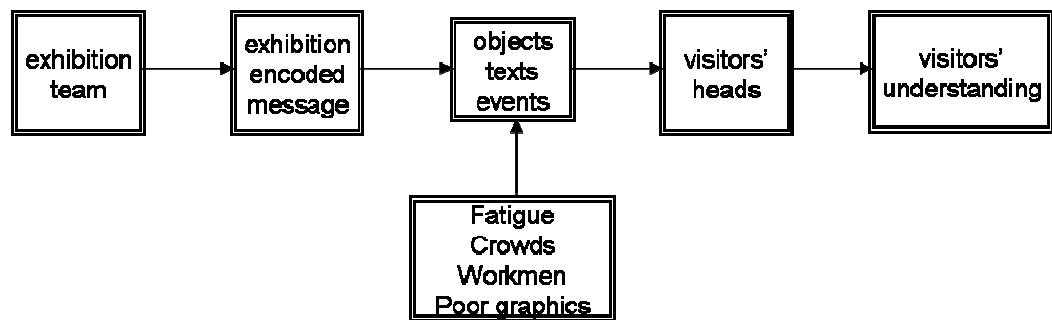 exhibition
team
exhibition
encoded
message
objects
texts
events
visitors'
heads
visitors'
understanding
Fatigue
Crowds
Workmen
Poor graphics